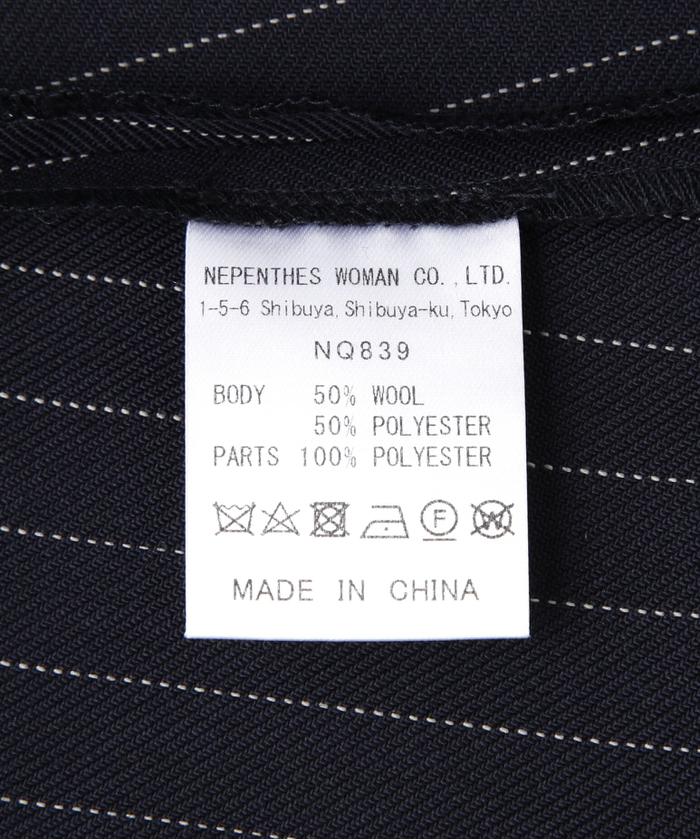 NEPENTHES WOMAN CO.,LTD.
1-5-6 Shibuya, Shibuya-ku, Tokyo
NQ839
BODY 50% WOOL
50% POLYESTER
PARTS 100% POLYESTER
F W
MADE IN CHINA